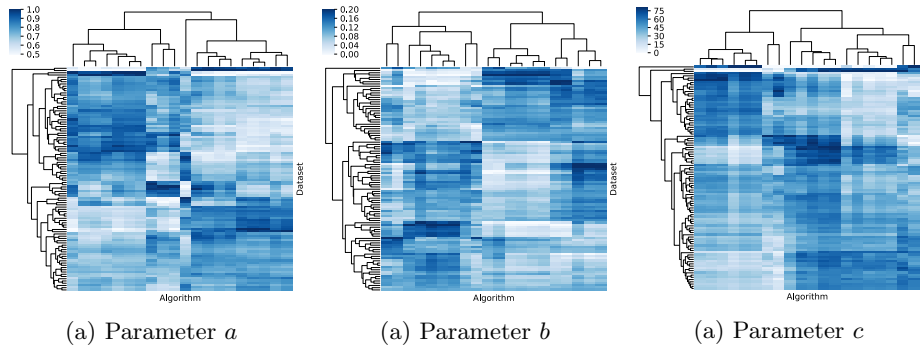 1.0
0.9
0.8
0.7
0.6
0.5
Dataset
Algorithm
(a) Parameter a
0.20
0.16
0.12
0.08
0.04
0.00
Dataset
Algorithm
(a) Parameter b
75
60
45
30
15
0
Algorithm
(a) Parameter c